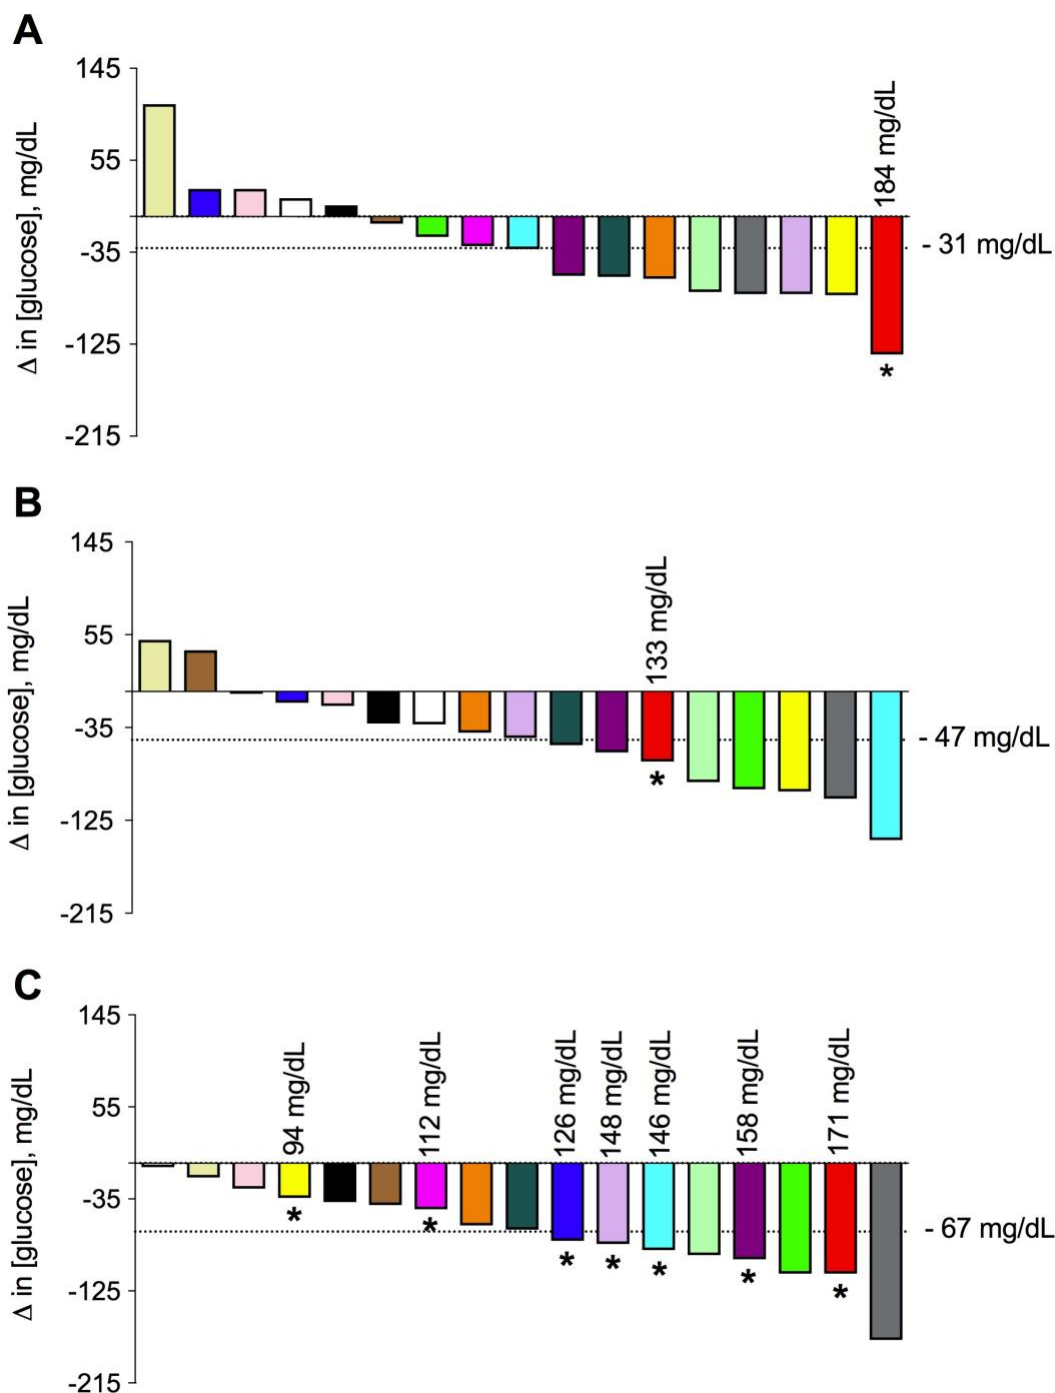 A
145
55
-35
-125
-215
Δ in [glucose], mg/dL
184 mg/dL
- 31 mg/dL
*
B
145
55
-35
-125
-215
Δ in [glucose], mg/dL
133 mg/dL
- 47 mg/dL
*
C
145
55
-35
-125
-215
Δ in [glucose], mg/dL
94 mg/dL
112 mg/dL
126 mg/dL
148 mg/dL
146 mg/dL
158 mg/dL
171 mg/dL
- 67 mg/dL
* * * * * * *